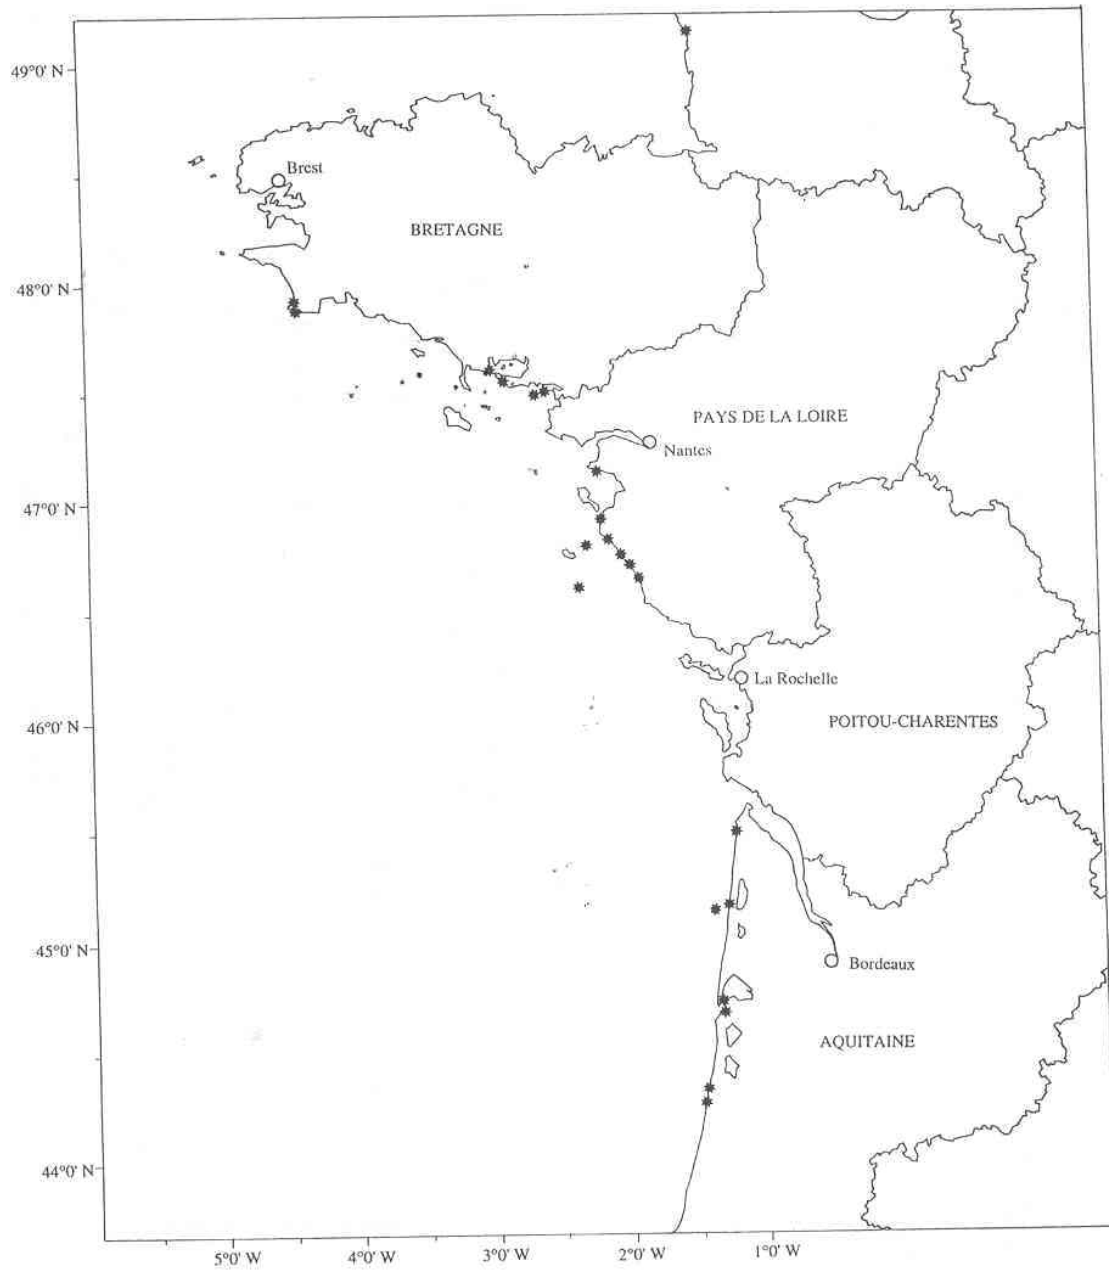 49°0' N
Brest
BRETAGNE
48°0' N
PAYS DE LA LOIRE
Nantes
47°0' N
La Rochelle
POITOU-CHARENTES
46°0' N
45°0' N
Bordeaux
AQUITAINE
44°0' N
5°0' W 4°0' W 3°0' W 2°0' W 1°0' W